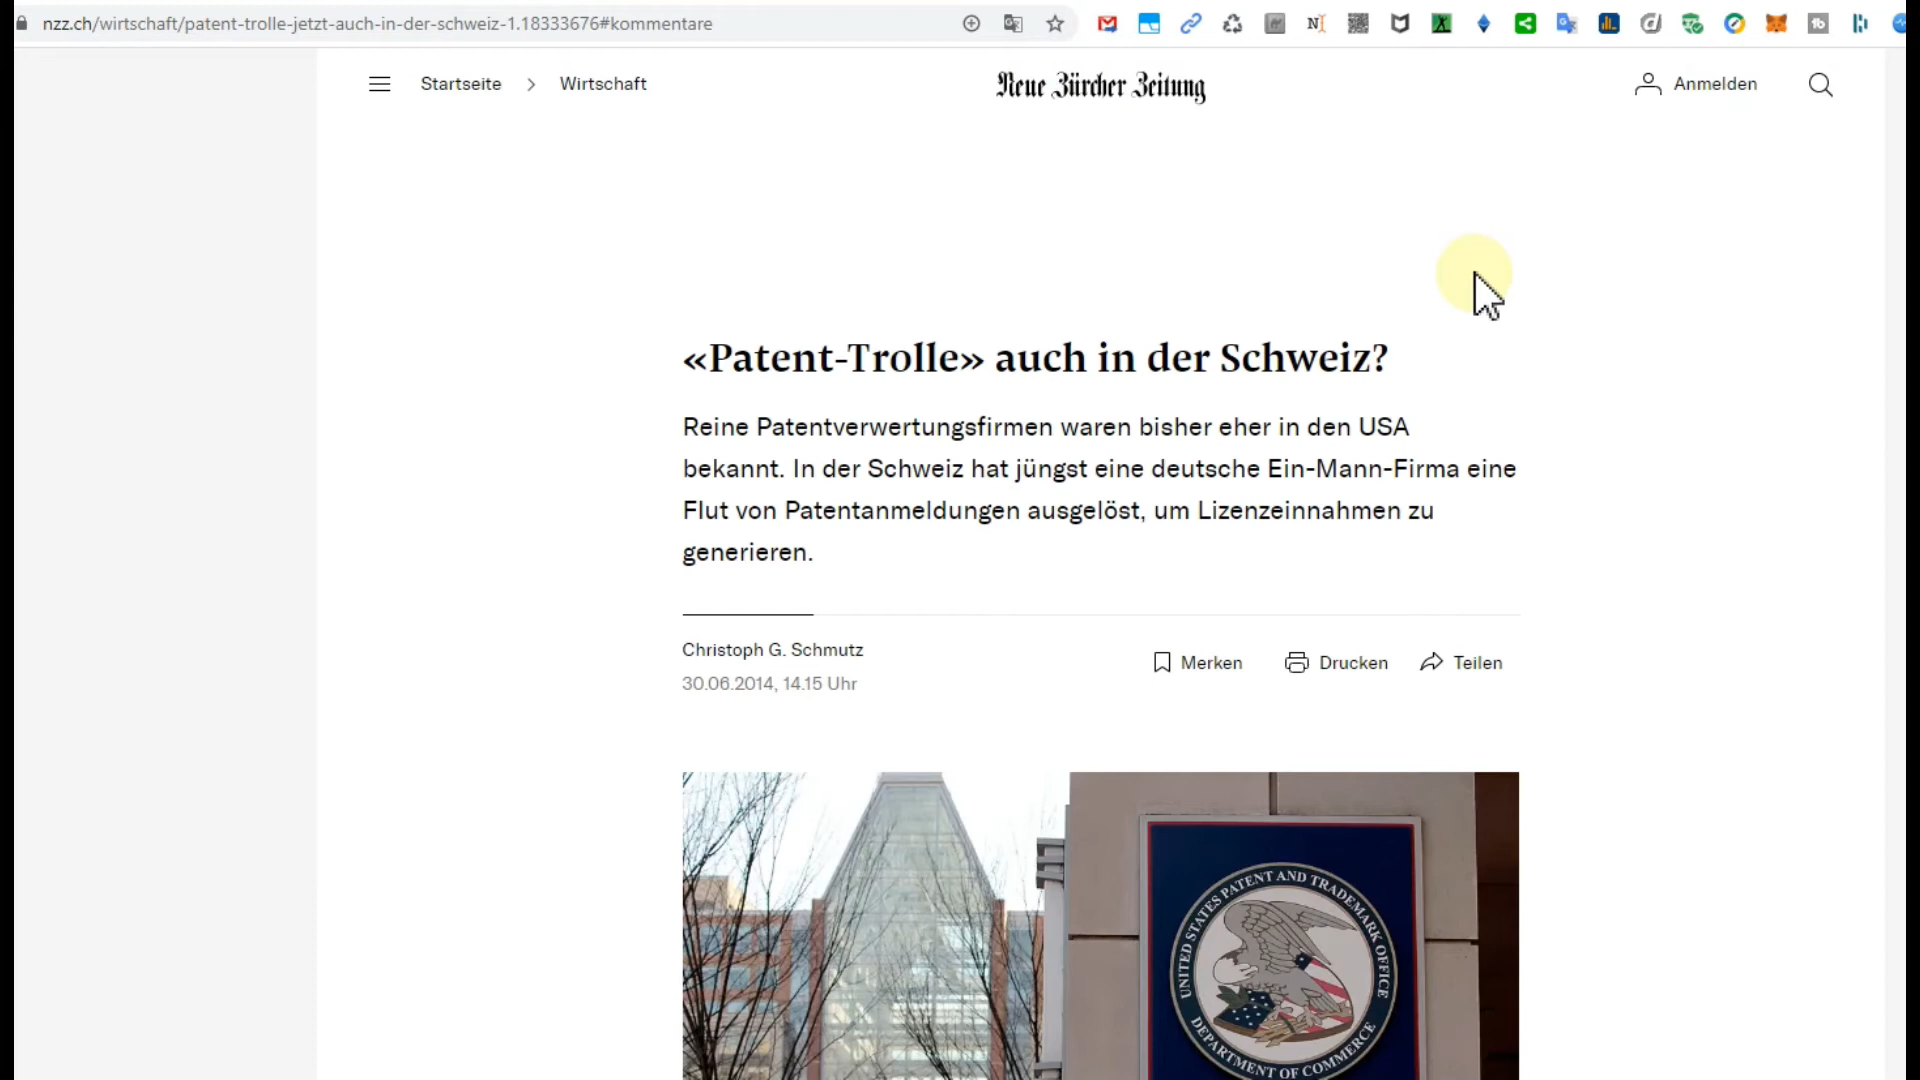 nzz.ch/wirtschaft/patent-trolle-jetzt-auch-in-der-schweiz-1.18333676#kommentare
Startseite > Wirtschaft
Neue Zürcher Zeitung
Anmelden
«Patent-Trolle» auch in der Schweiz?
Reine Patentverwertungsfirmen waren bisher eher in den USA
bekannt. In der Schweiz hat jüngst eine deutsche Ein-Mann-Firma eine
Flut von Patentanmeldungen ausgelöst, um Lizenzeinnahmen zu
generieren.
Christoph G. Schmutz
30.06.2014, 14.15 Uhr
Merken
Drucken
Teilen
UNITED STATES PATENT AND TRADEMARK OFFICE
DEPARTMENT OF COMMERCE